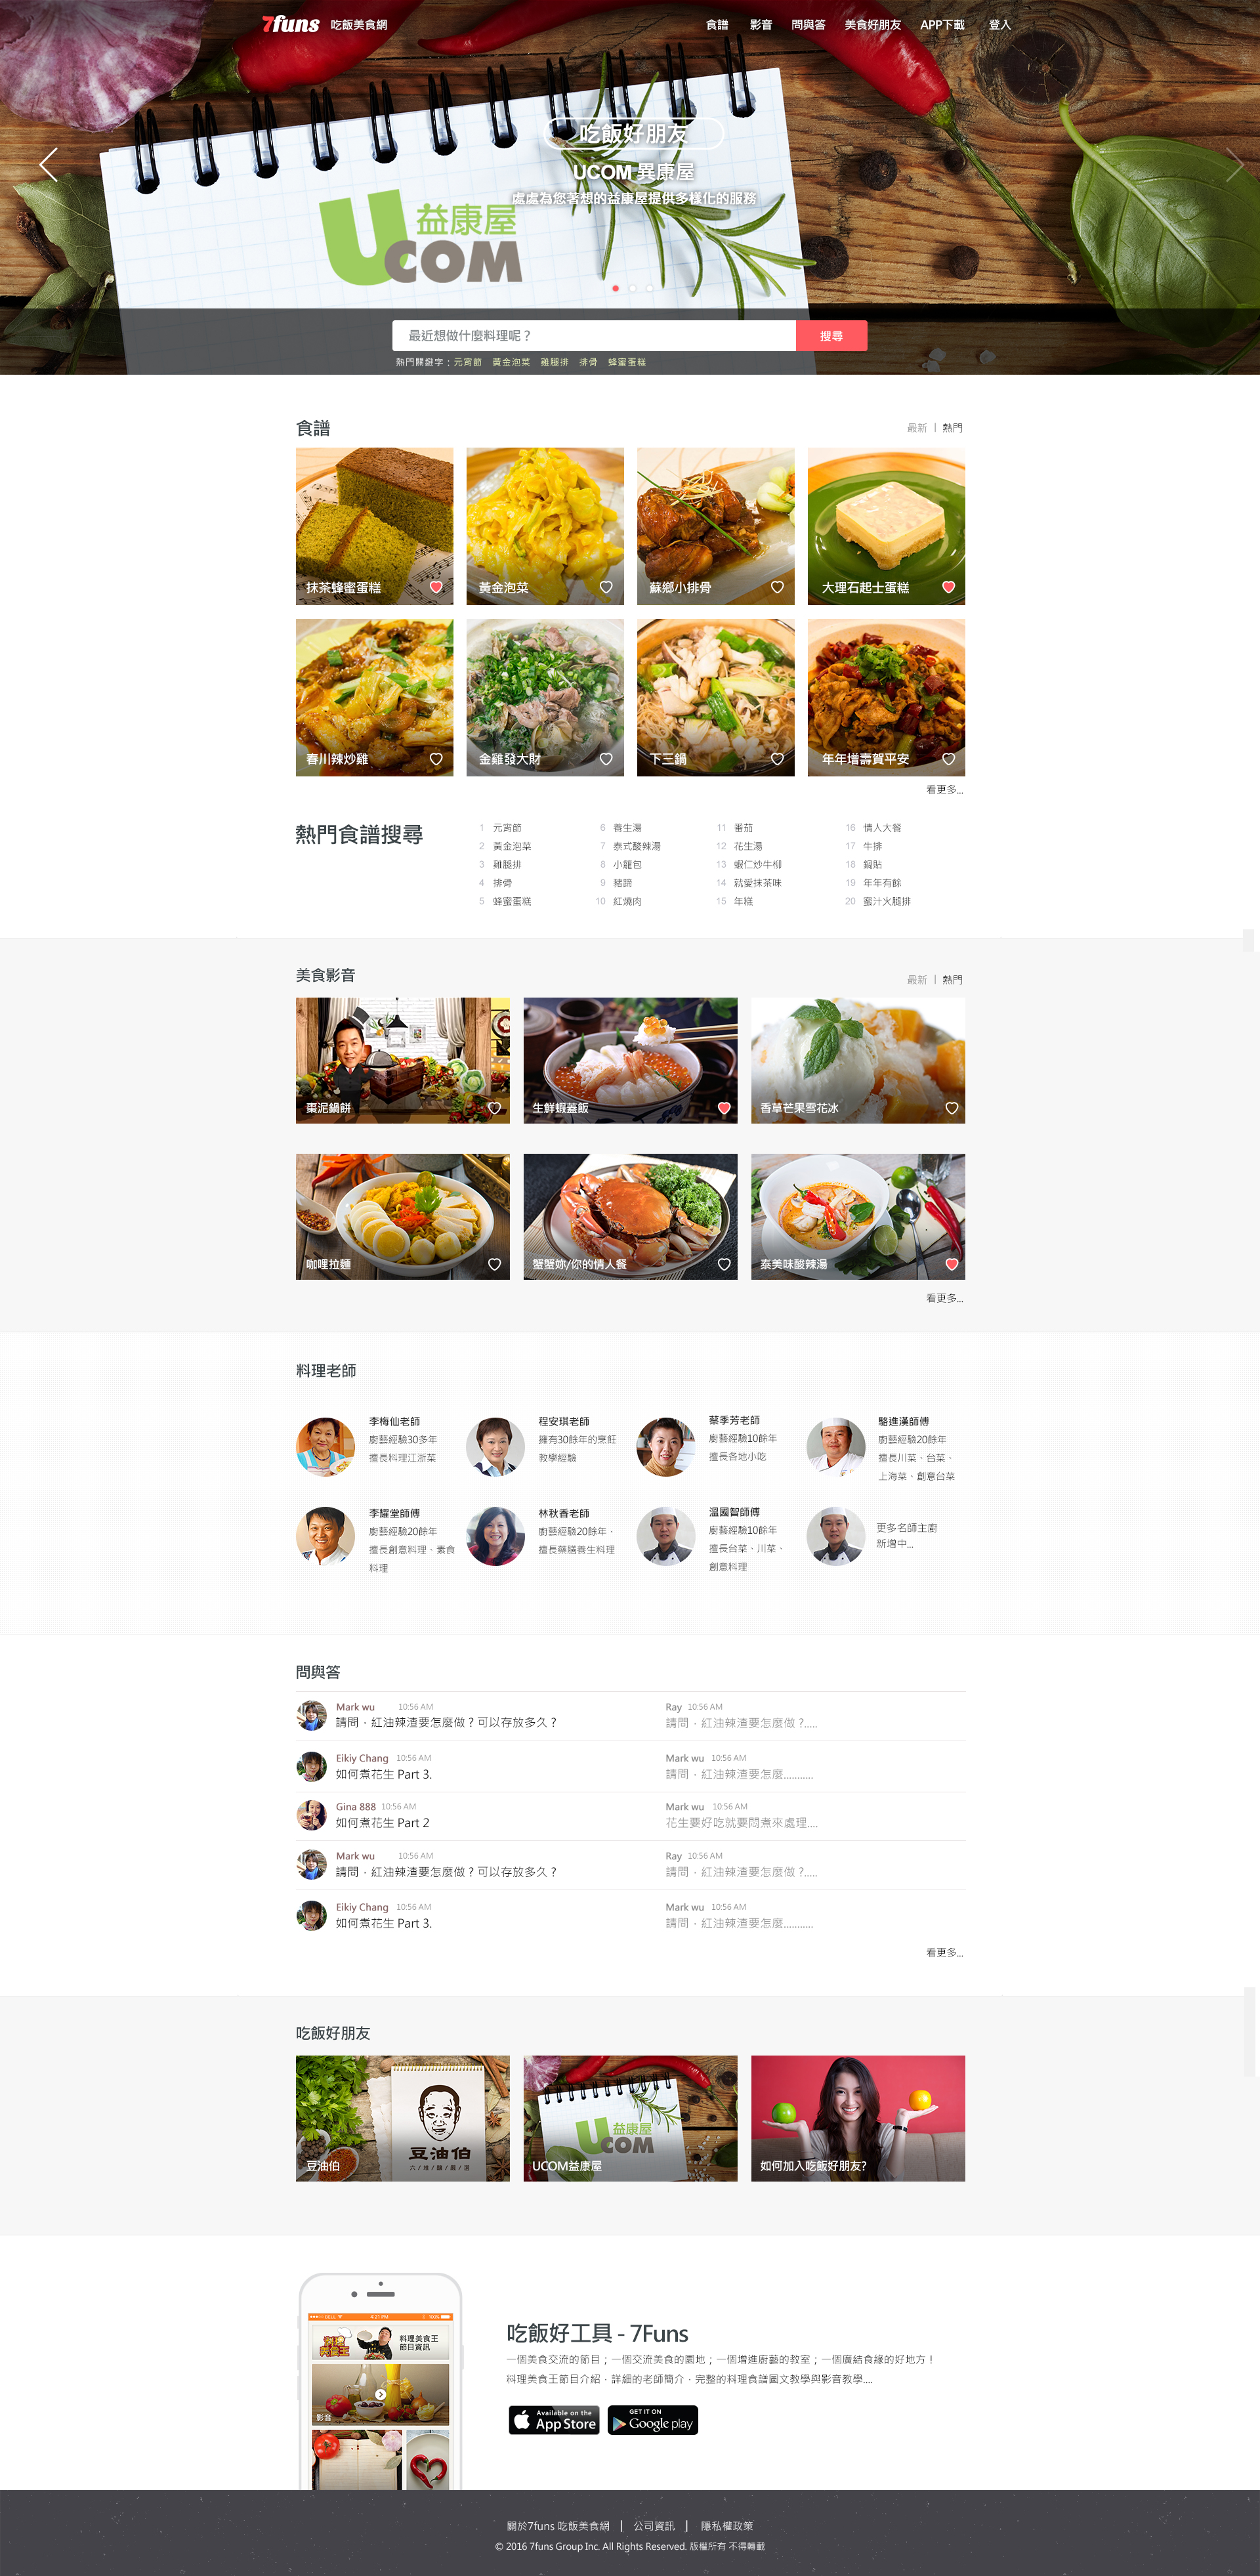 7funs 吃飯美食網
食譜 影音 問與答 美食好朋友 APP下載 登入
吃飯好朋友
UCOM 異康屋
處處為您著想的益康屋提供多樣化的服務
益康屋
UCOM
最近想做什麼料理呢？
搜尋
熱門關鍵字：元宵節 黃金泡菜 雞腿排 排骨 蜂蜜蛋糕
食譜
最新 | 熱門
抹茶蜂蜜蛋糕
黃金泡菜
蘇鄉小排骨
大理石起士蛋糕
春川辣炒雞
金雞發大財
下三鍋
年年增壽賀平安
看更多...
熱門食譜搜尋
1 元宵節
2 黃金泡菜
3 雞腿排
4 排骨
5 蜂蜜蛋糕
6 養生湯
7 泰式酸辣湯
8 小籠包
9 豬蹄
10 紅燒肉
11 番茄
12 花生湯
13 蝦仁炒牛柳
14 就愛抹茶味
15 年糕
16 情人大餐
17 牛排
18 鍋貼
19 年年有餘
20 蜜汁火腿排
美食影音
最新 | 熱門
棗泥鍋餅
生鮮蝦蓋飯
香草芒果雪花冰
咖哩拉麵
蟹蟹妳/你的情人餐
泰美味酸辣湯
看更多...
料理老師
李梅仙老師
廚藝經驗30多年
擅長料理江浙菜
程安琪老師
擁有30餘年的烹飪
教學經驗
蔡季芳老師
廚藝經驗10餘年
擅長各地小吃
駱進漢師傅
廚藝經驗20餘年
擅長川菜、台菜、
上海菜、創意台菜
李耀堂師傅
廚藝經驗20餘年
擅長創意料理、素食
料理
林秋香老師
廚藝經驗20餘年，
擅長藥膳養生料理
溫國智師傅
廚藝經驗10餘年
擅長台菜、川菜、
創意料理
更多名師主廚
新增中...
問與答
Mark wu 10:56 AM
請問，紅油辣渣要怎麼做？可以存放多久？
Ray 10:56 AM
請問，紅油辣渣要怎麼做？.....
Eikiy Chang 10:56 AM
如何煮花生 Part 3.
Mark wu 10:56 AM
請問，紅油辣渣要怎麼...........
Gina 888 10:56 AM
如何煮花生 Part 2
Mark wu 10:56 AM
花生要好吃就要悶煮來處理....
Mark wu 10:56 AM
請問，紅油辣渣要怎麼做？可以存放多久？
Ray 10:56 AM
請問，紅油辣渣要怎麼做？.....
Eikiy Chang 10:56 AM
如何煮花生 Part 3.
Mark wu 10:56 AM
請問，紅油辣渣要怎麼...........
看更多...
吃飯好朋友
豆油伯
豆油伯
益康屋
UCOM
UCOM益康屋
如何加入吃飯好朋友?
BELL 4:21 PM 100%
料理美食王
節目資訊
影音
吃飯好工具 - 7Funs
一個美食交流的節目；一個交流美食的園地；一個增進廚藝的教室；一個廣結食緣的好地方！
料理美食王節目介紹，詳細的老師簡介，完整的料理食譜圖文教學與影音教學....
Available on the
App Store
GET IT ON
Google play
關於7funs 吃飯美食網 | 公司資訊 | 隱私權政策
© 2016 7funs Group Inc. All Rights Reserved. 版權所有 不得轉載